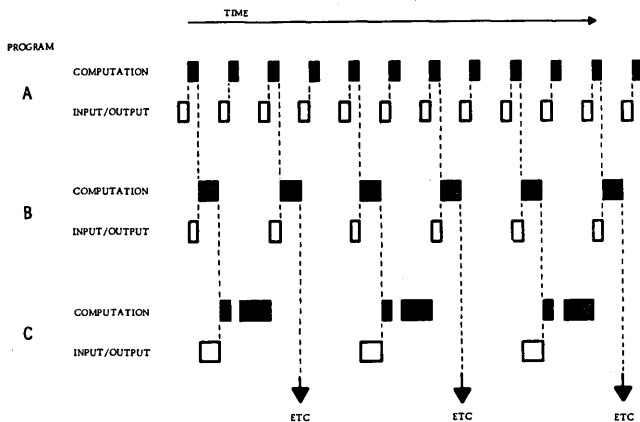 TIME
PROGRAM
COMPUTATION
A
INPUT/OUTPUT
COMPUTATION
B
INPUT/OUTPUT
COMPUTATION
C
INPUT/OUTPUT
ETC ETC ETC